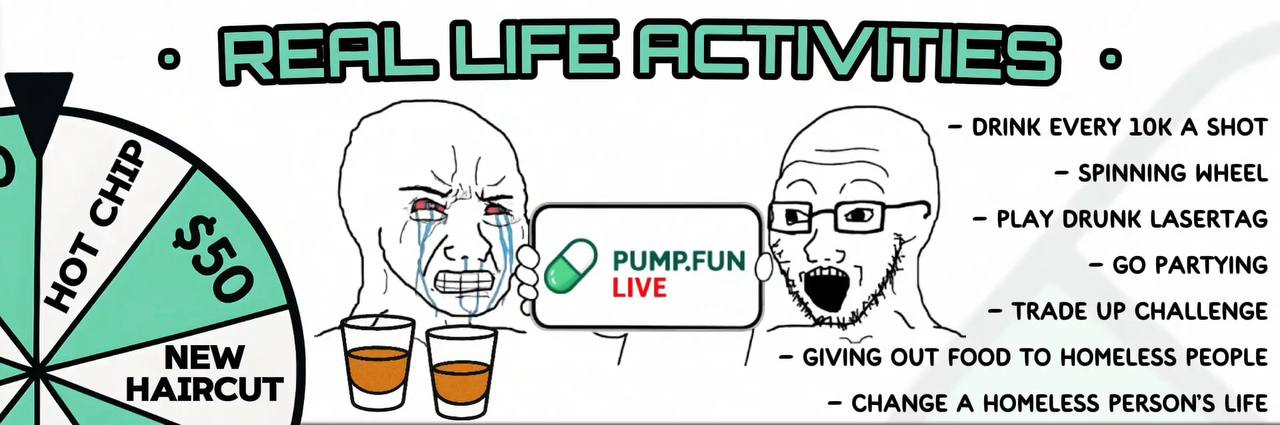 REAL LIFE ACTIVITIES
HOT CHIP
$50
NEW
HAIRCUT
PUMP.FUN
LIVE
- DRINK EVERY 10K A SHOT
- SPINNING WHEEL
- PLAY DRUNK LASERTAG
- GO PARTYING
- TRADE UP CHALLENGE
- GIVING OUT FOOD TO HOMELESS PEOPLE
- CHANGE A HOMELESS PERSON'S LIFE